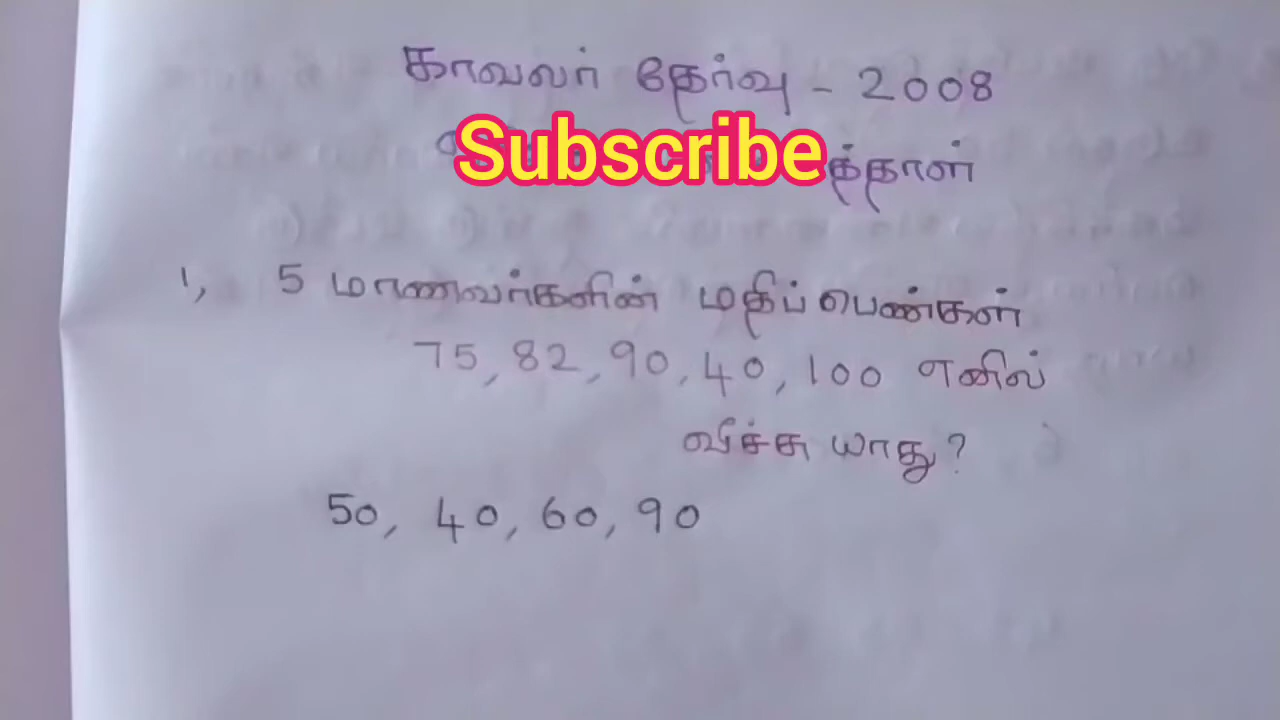 காவலர் தேர்வு - 2008
Subscribe
1, 5 மாணவர்களின் மதிப்பெண்கள்
75, 82, 90, 40, 100 எனில்
வீச்சு யாது?
50, 40, 60, 90